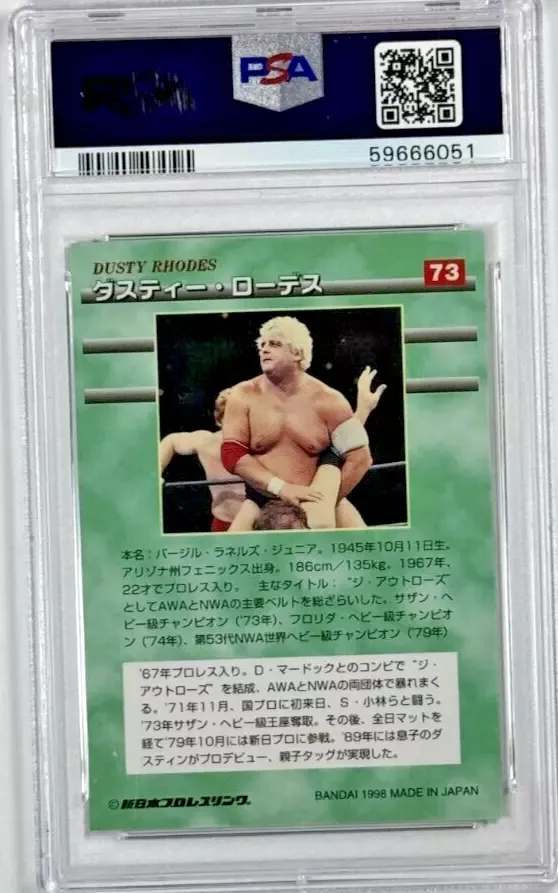 PSA
59666051
DUSTY RHODES
73
ダスティー・ローデス
本名：バージル・ラネルズ・ジュニア。1945年10月11日生。
アリゾナ州フェニックス出身。186cm／135kg。1967年、
22才でプロレス入り。 主なタイトル："ジ・アウトローズ"
としてAWAとNWAの主要ベルトを総ざらいした。サザン・ヘ
ビー級チャンピオン（'73年）、フロリダ・ヘビー級チャンピオ
ン（'74年）、第53代NWA世界ヘビー級チャンピオン（'79年）
'67年プロレス入り。D・マードックとのコンビで"ジ・
アウトローズ"を結成、AWAとNWAの両団体で暴れまく
る。'71年11月、国プロに初来日、S・小林らと闘う。
'73年サザン・ヘビー級王座奪取。その後、全日マットを
経て'79年10月には新日プロに参戦。'89年には息子のダ
スティンがプロデビュー、親子タッグが実現した。
©新日本プロレスリング
BANDAI 1998 MADE IN JAPAN